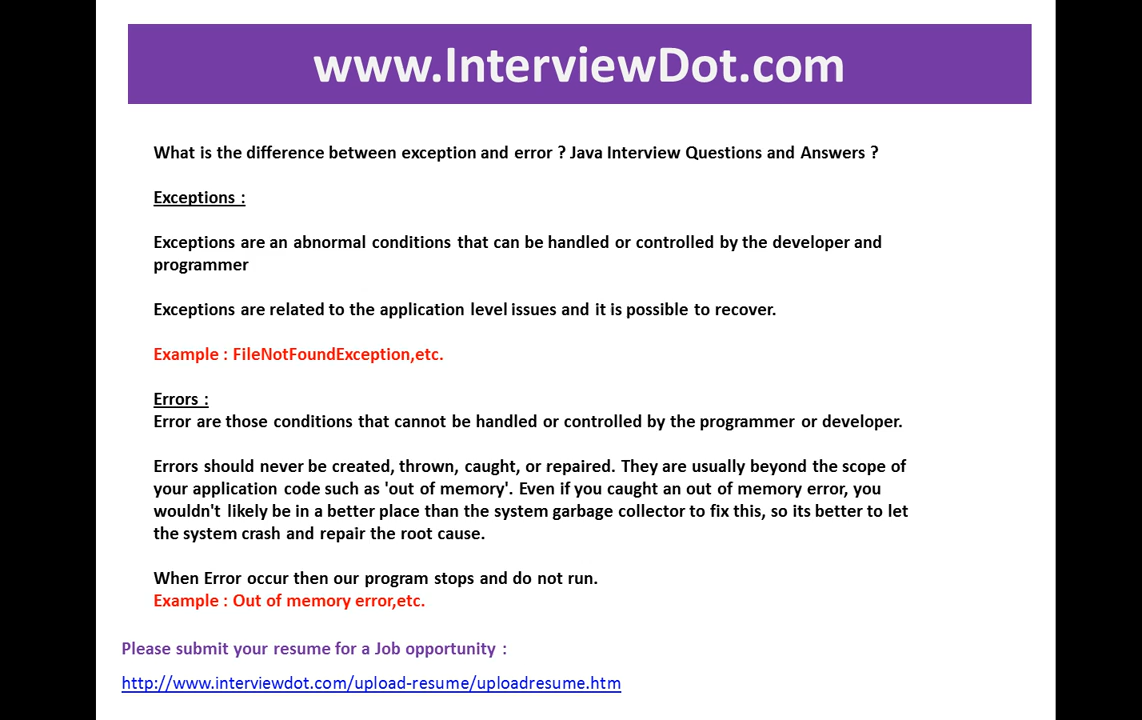 www.InterviewDot.com
What is the difference between exception and error ? Java Interview Questions and Answers ?
Exceptions :
Exceptions are an abnormal conditions that can be handled or controlled by the developer and
programmer
Exceptions are related to the application level issues and it is possible to recover.
Example : FileNotFoundException,etc.
Errors :
Error are those conditions that cannot be handled or controlled by the programmer or developer.
Errors should never be created, thrown, caught, or repaired. They are usually beyond the scope of
your application code such as 'out of memory'. Even if you caught an out of memory error, you
wouldn't likely be in a better place than the system garbage collector to fix this, so its better to let
the system crash and repair the root cause.
When Error occur then our program stops and do not run.
Example : Out of memory error,etc.
Please submit your resume for a Job opportunity :
http://www.interviewdot.com/upload-resume/uploadresume.htm